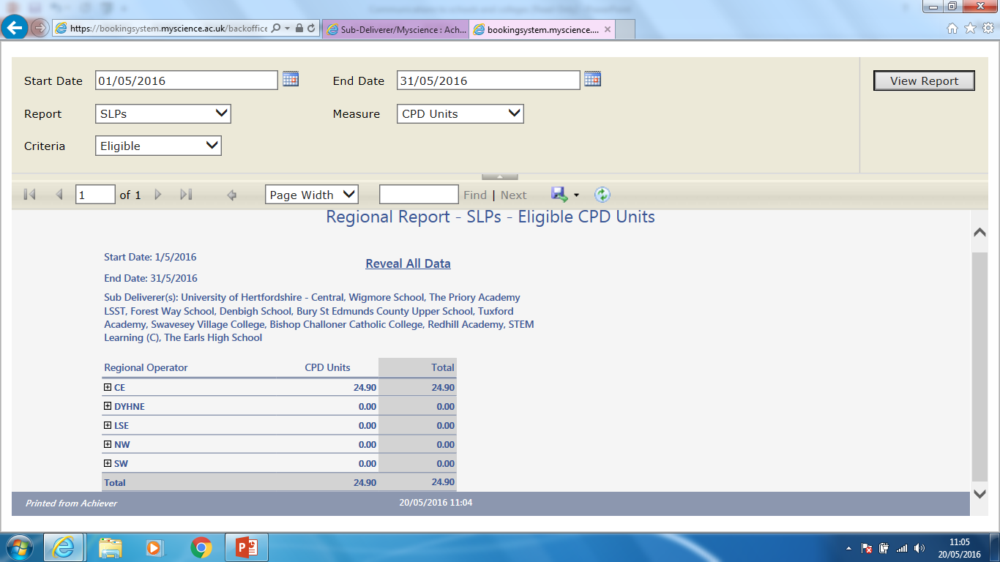 https://bookingsystem.myscience.ac.uk/backoffice
Sub-Deliverer/Myscience : Ach...
bookingsystem.myscience....
Start Date 01/05/2016 End Date 31/05/2016 View Report
Report SLPs Measure CPD Units
Criteria Eligible
1 of 1 Page Width Find | Next
Regional Report - SLPs - Eligible CPD Units
Start Date: 1/5/2016
Reveal All Data
End Date: 31/5/2016
Sub Deliverer(s): University of Hertfordshire - Central, Wigmore School, The Priory Academy
LSST, Forest Way School, Denbigh School, Bury St Edmunds County Upper School, Tuxford
Academy, Swavesey Village College, Bishop Challoner Catholic College, Redhill Academy, STEM
Learning (C), The Earls High School
Regional Operator CPD Units Total
CE 24.90 24.90
DYHNE 0.00 0.00
LSE 0.00 0.00
NW 0.00 0.00
SW 0.00 0.00
Total 24.90 24.90
Printed from Achiever 20/05/2016 11:04
11:05
20/05/2016